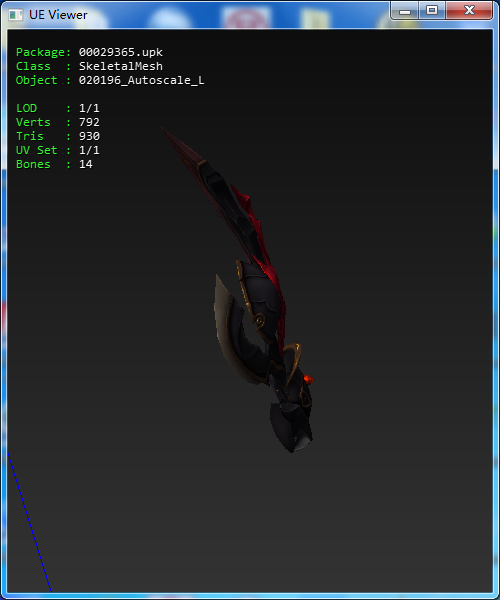 UE Viewer
Package: 00029365.upk
Class : SkeletalMesh
Object : 020196_Autoscale_L
LOD : 1/1
Verts : 792
Tris : 930
UV Set : 1/1
Bones : 14